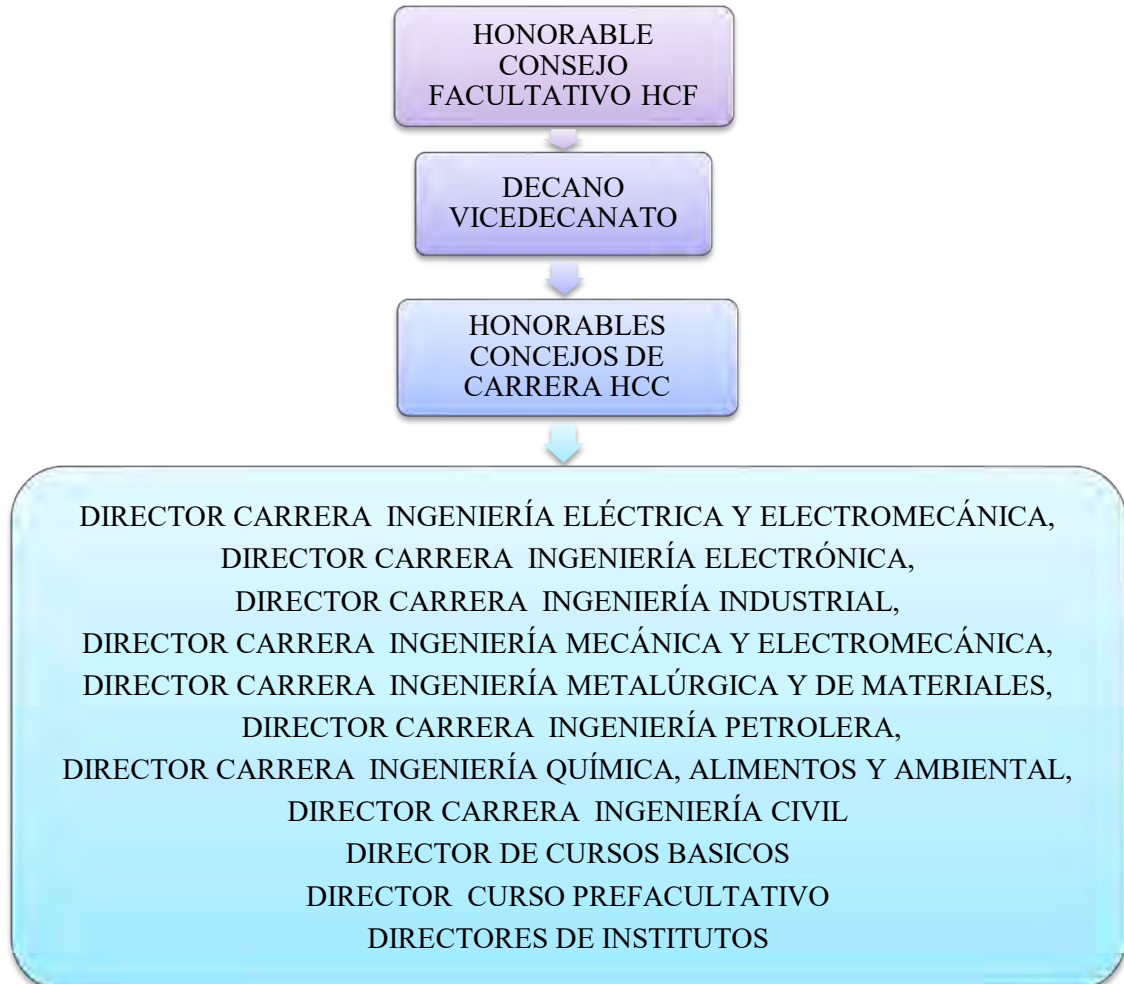 HONORABLE
CONSEJO
FACULTATIVO HCF
DECANO
VICEDECANATO
HONORABLES
CONCEJOS DE
CARRERA HCC
DIRECTOR CARRERA INGENIERÍA ELÉCTRICA Y ELECTROMECÁNICA,
DIRECTOR CARRERA INGENIERÍA ELECTRÓNICA,
DIRECTOR CARRERA INGENIERÍA INDUSTRIAL,
DIRECTOR CARRERA INGENIERÍA MECÁNICA Y ELECTROMECÁNICA,
DIRECTOR CARRERA INGENIERÍA METALÚRGICA Y DE MATERIALES,
DIRECTOR CARRERA INGENIERÍA PETROLERA,
DIRECTOR CARRERA INGENIERÍA QUÍMICA, ALIMENTOS Y AMBIENTAL,
DIRECTOR CARRERA INGENIERÍA CIVIL
DIRECTOR DE CURSOS BASICOS
DIRECTOR CURSO PREFACULTATIVO
DIRECTORES DE INSTITUTOS